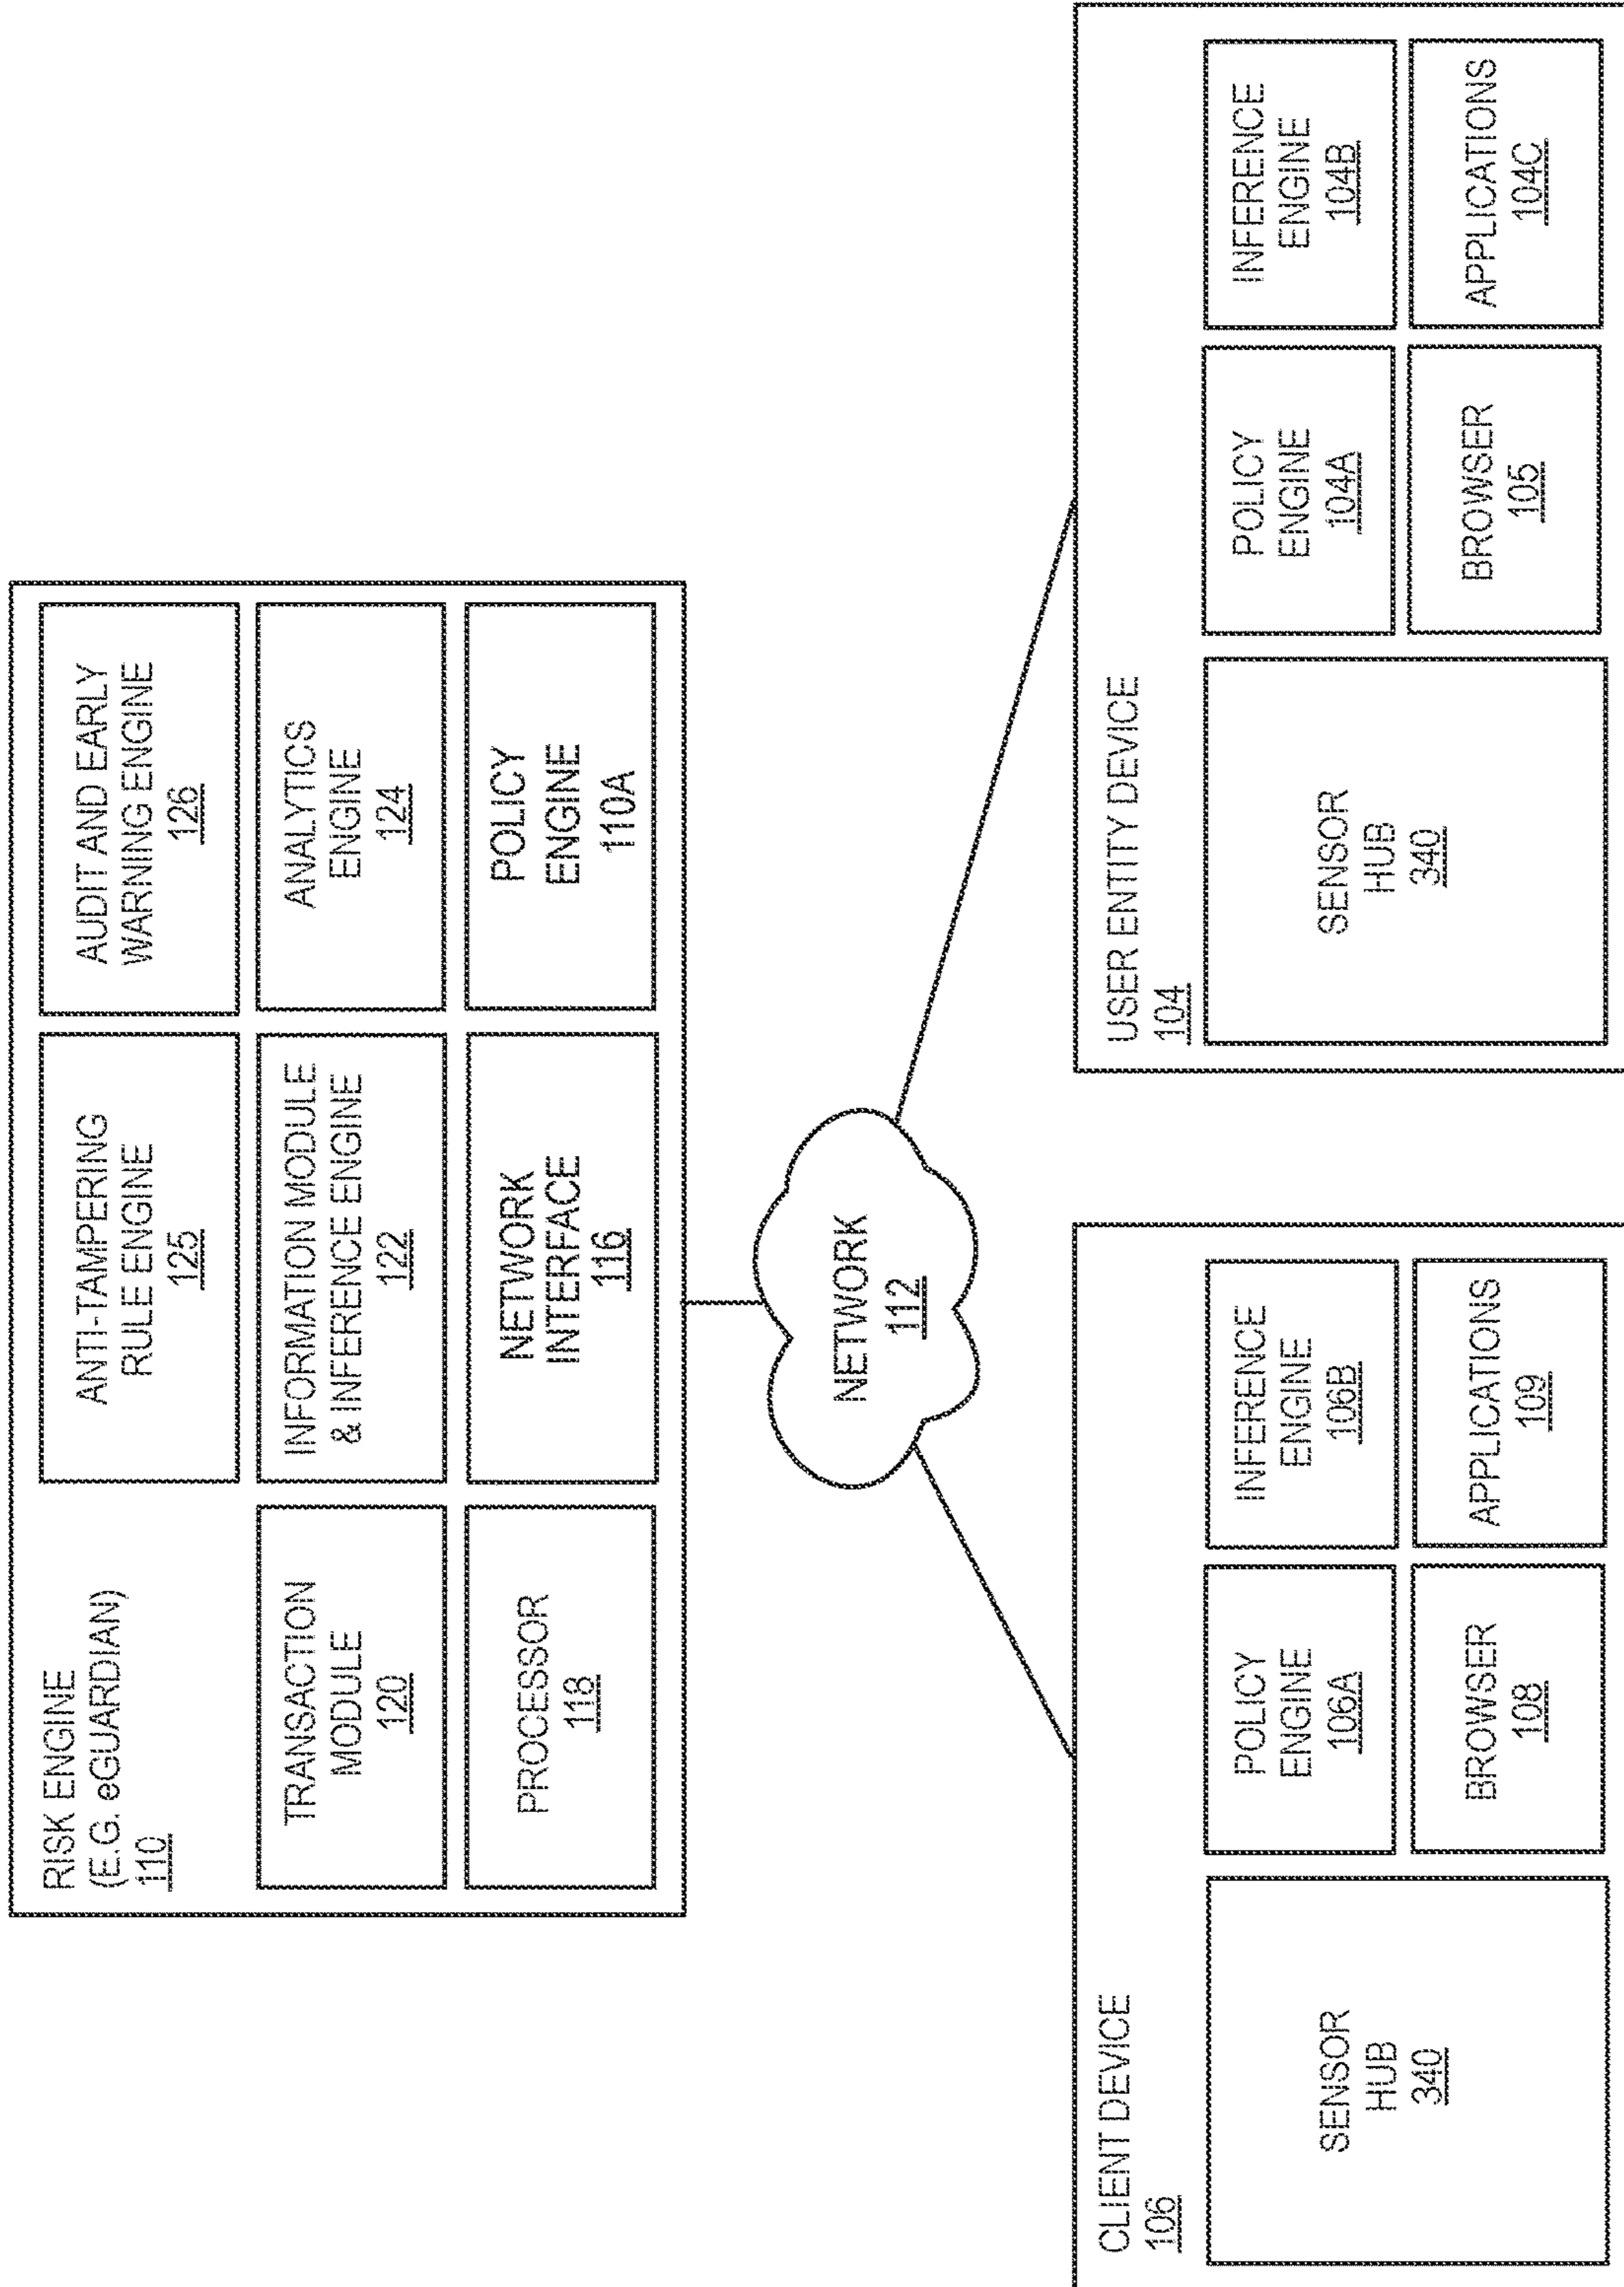 RISK ENGINE
(E.G. eGUARDIAN)
110
ANTI-TAMPERING
RULE ENGINE
125
AUDIT AND EARLY
WARNING ENGINE
126
TRANSACTION
MODULE
120
INFORMATION MODULE
& INFERENCE ENGINE
122
ANALYTICS
ENGINE
124
PROCESSOR
118
NETWORK
INTERFACE
116
POLICY
ENGINE
110A
NETWORK
112
CLIENT DEVICE
106
SENSOR
HUB
340
POLICY
ENGINE
106A
INFERENCE
ENGINE
106B
BROWSER
108
APPLICATIONS
109
USER ENTITY DEVICE
104
SENSOR
HUB
340
POLICY
ENGINE
104A
INFERENCE
ENGINE
104B
BROWSER
105
APPLICATIONS
104C